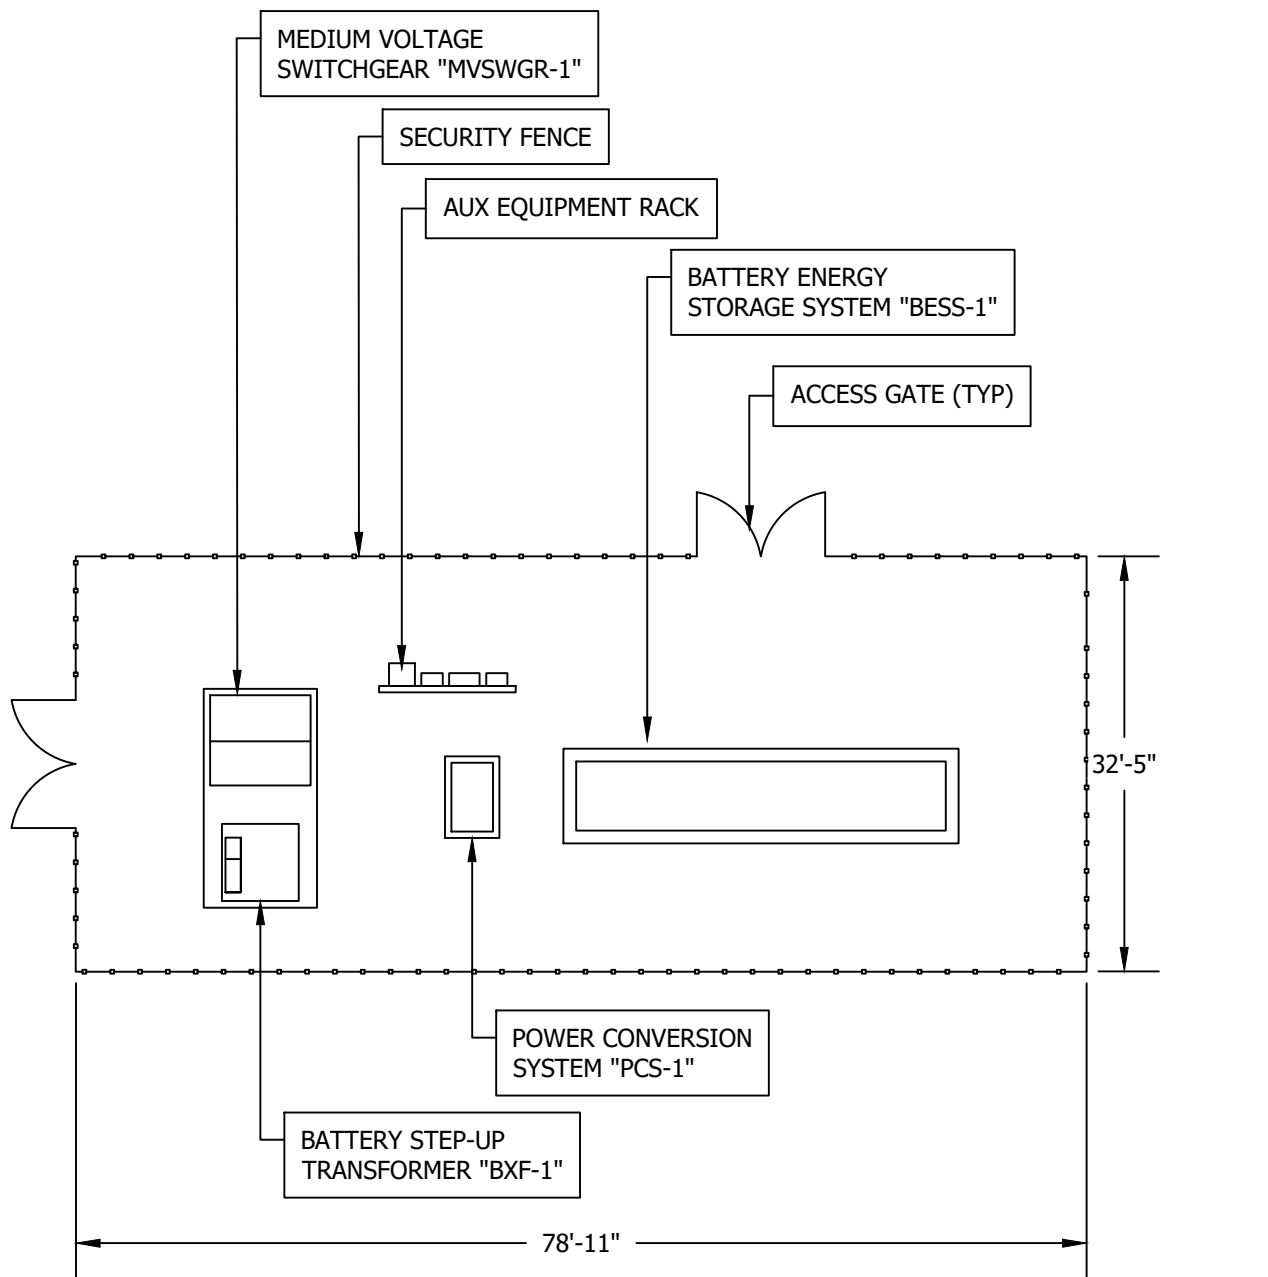 MEDIUM VOLTAGE
SWITCHGEAR "MVSWGR-1"
SECURITY FENCE
AUX EQUIPMENT RACK
BATTERY ENERGY
STORAGE SYSTEM "BESS-1"
ACCESS GATE (TYP)
32'-5"
POWER CONVERSION
SYSTEM "PCS-1"
BATTERY STEP-UP
TRANSFORMER "BXF-1"
78'-11"